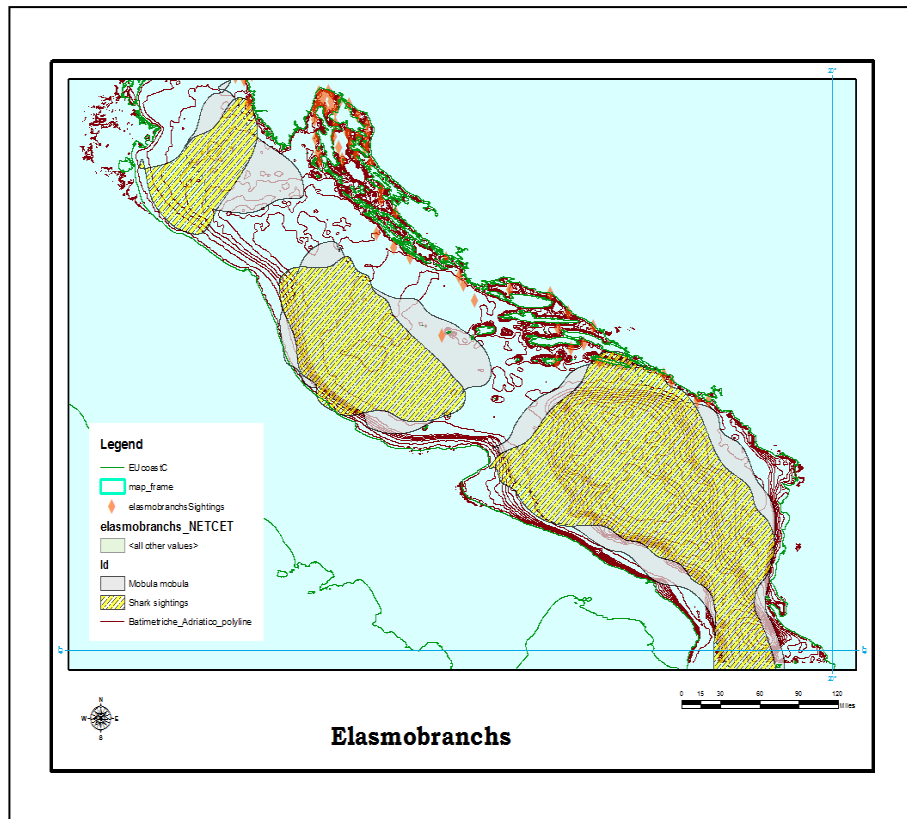 Legend
EUcoastC
map_frame
elasmobranchsSightings
elasmobranchs_NETCET
<all other values>
Id
Mobula mobula
Shark sightings
Batimetriche_Adriatico_polyline
N
W E
S
0 15 30 60 90 120
Miles
Elasmobranchs